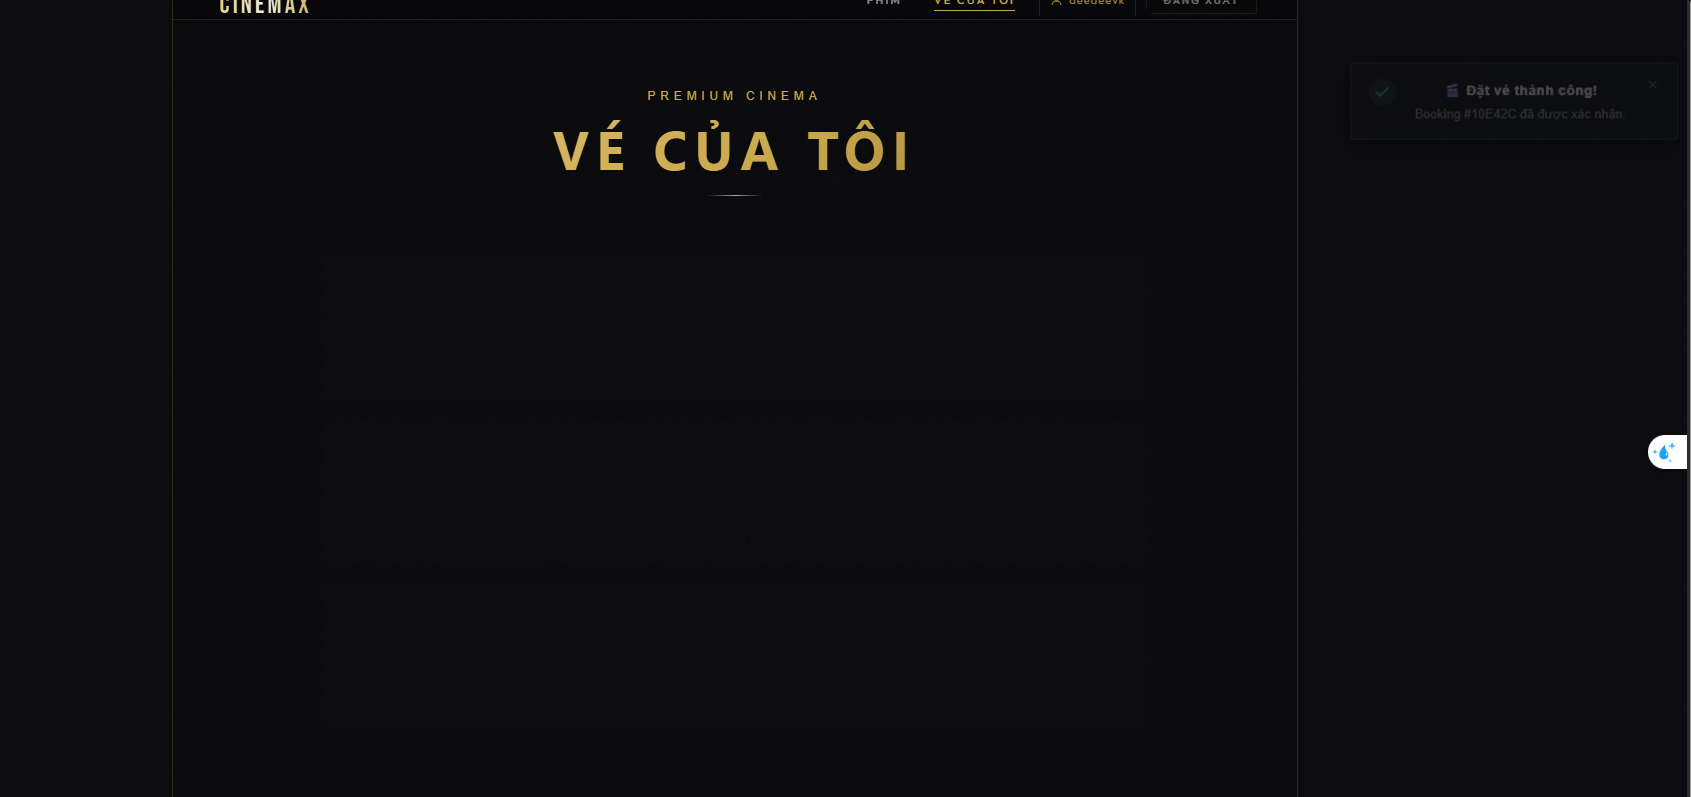 CINEMAX
PHIM
VÉ CỦA TÔI
deedeevk
ĐĂNG XUẤT
PREMIUM CINEMA
VÉ CỦA TÔI
Đặt vé thành công!
Booking #10E42C đã được xác nhận.